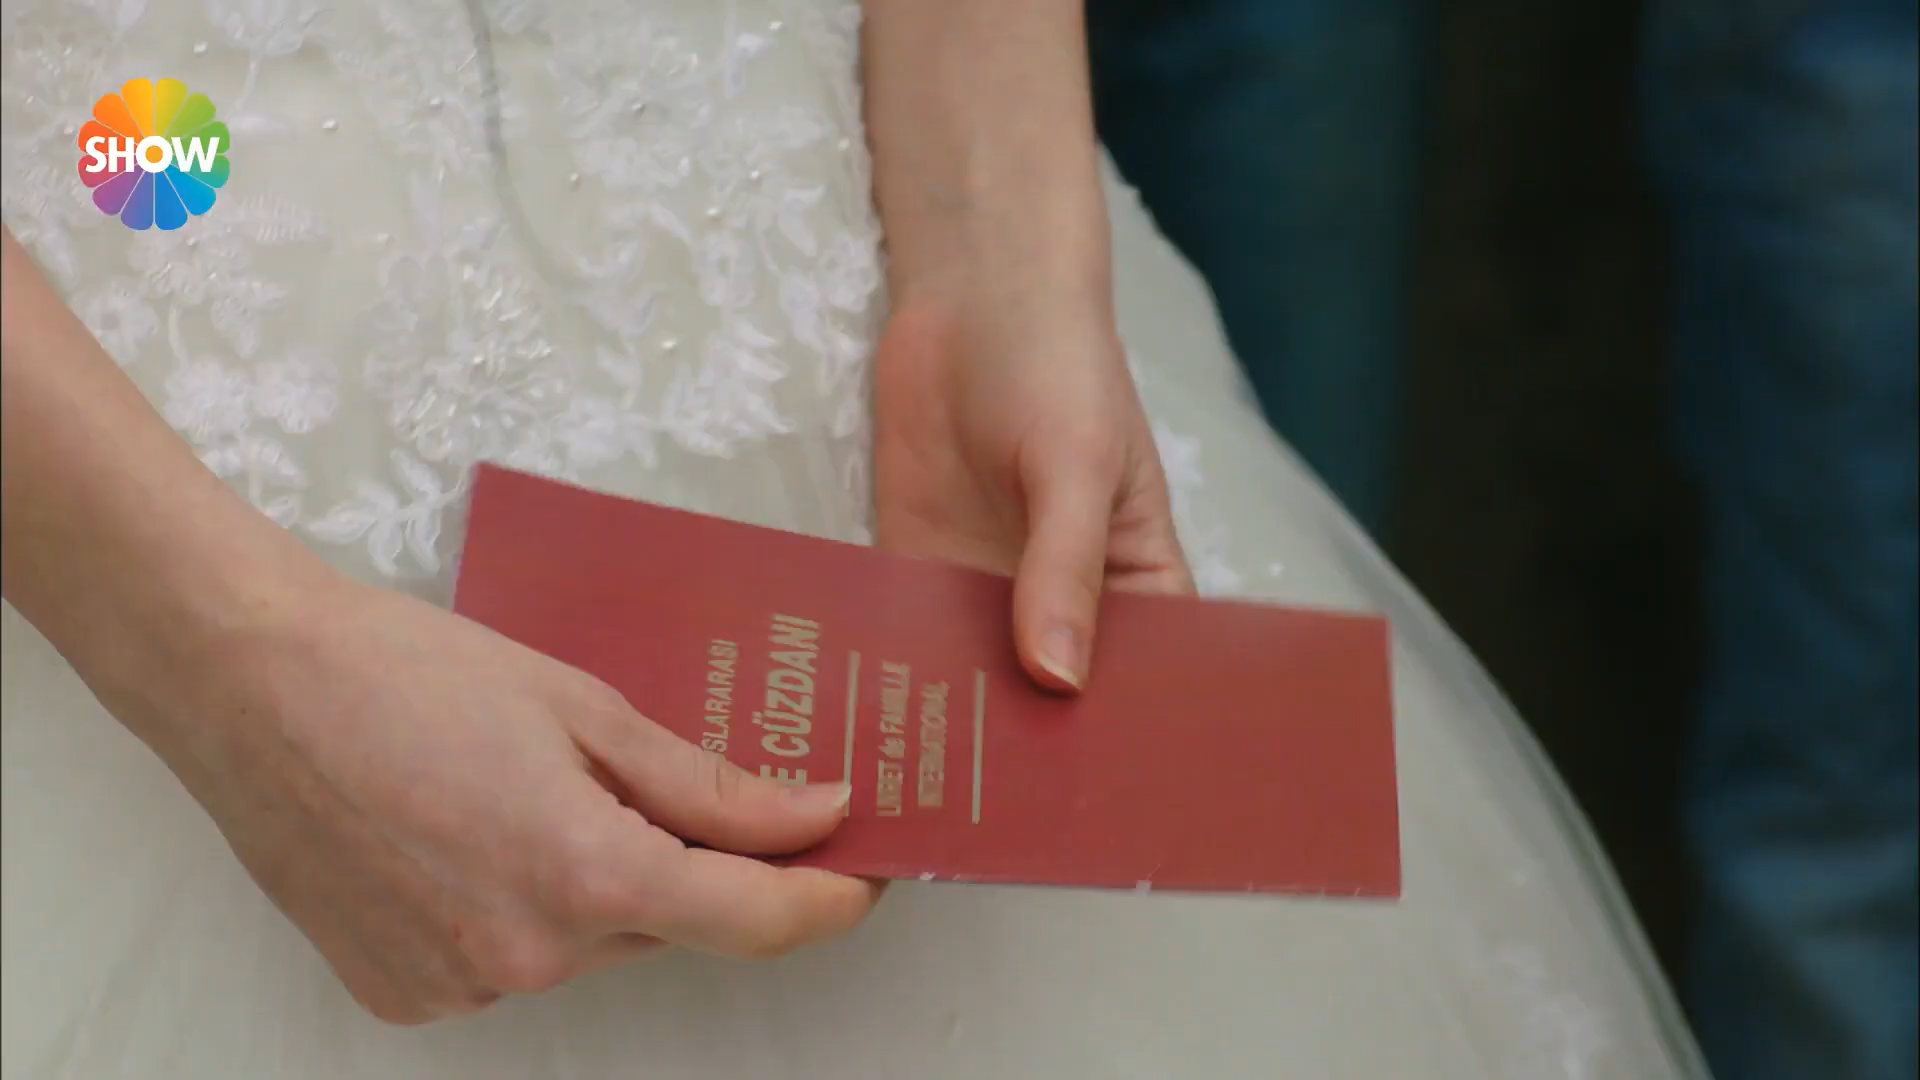 SHOW
SLARARASI
E CÜZDANI
LIVRET de FAMILLE
INTERNATIONAL